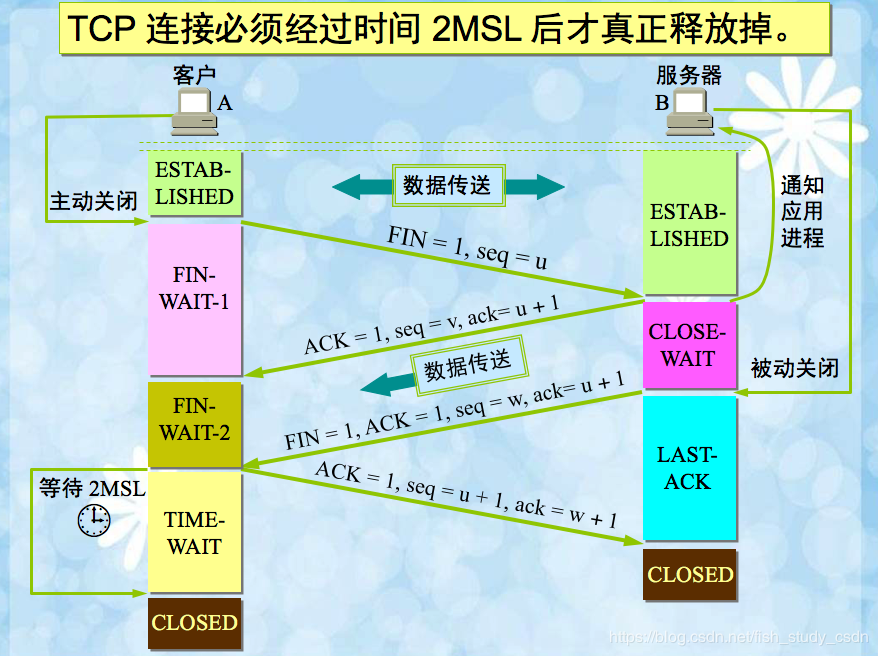 TCP 连接必须经过时间 2MSL 后才真正释放掉。
客户
A
服务器
B
ESTAB-
LISHED
数据传送
ESTAB-
LISHED
通知
应用
进程
主动关闭
FIN = 1, seq = u
FIN-
WAIT-1
ACK = 1, seq = v, ack= u + 1
CLOSE-
WAIT
数据传送
被动关闭
FIN-
WAIT-2
FIN = 1, ACK = 1, seq = w, ack= u + 1
LAST-
ACK
ACK = 1, seq = u + 1, ack = w + 1
等待 2MSL
TIME-
WAIT
CLOSED
CLOSED
https://blog.csdn.net/fish_study_csdn